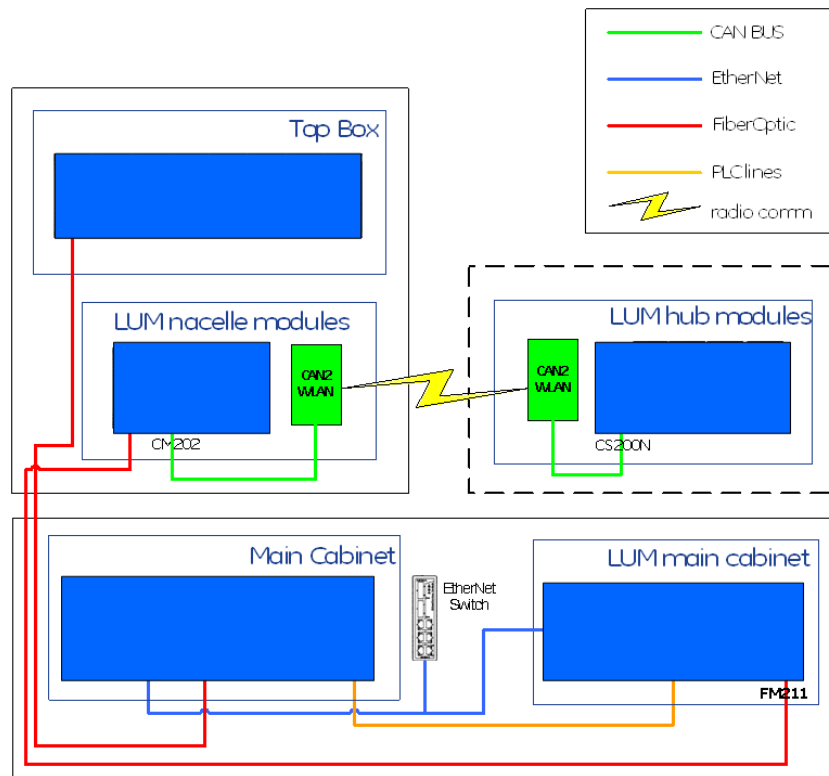 CAN BUS
EtherNet
FiberOptic
PLClines
radio comm
Top Box
LUM nacelle modules
CAN2
WLAN
CM202
LUM hub modules
CAN2
WLAN
CS200N
Main Cabinet
EtherNet
Switch
LUM main cabinet
FM211